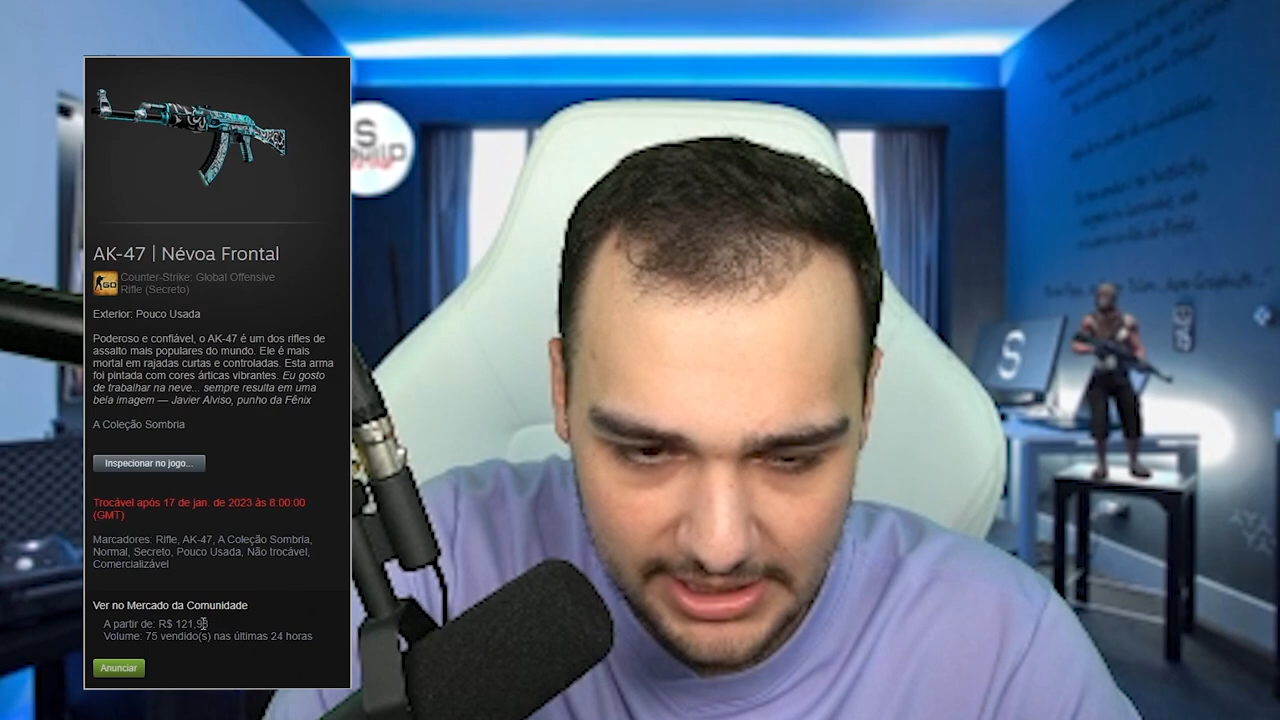 AK-47 | Névoa Frontal
Counter-Strike: Global Offensive
Rifle (Secreto)
Exterior: Pouco Usada
Poderoso e confiável, o AK-47 é um dos rifles de
assalto mais populares do mundo. Ele é mais
mortal em rajadas curtas e controladas. Esta arma
foi pintada com cores árticas vibrantes. Eu gosto
de trabalhar na neve... sempre resulta em uma
bela imagem — Javier Alviso, punho da Fênix
A Coleção Sombria
Inspecionar no jogo...
Trocável após 17 de jan. de 2023 às 8:00:00
(GMT)
Marcadores: Rifle, AK-47, A Coleção Sombria,
Normal, Secreto, Pouco Usada, Não trocável,
Comercializável
Ver no Mercado da Comunidade
A partir de: R$
Volume: 75 vendido(s) nas últimas 24 horas
Anunciar
S
S